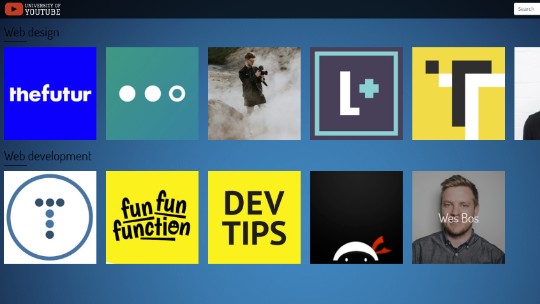 UNIVERSITY OF
YOUTUBE
Search
Web design
thefutur
L+
T
Web development
T
fun fun
function
DEV
TIPS
Wes Bos